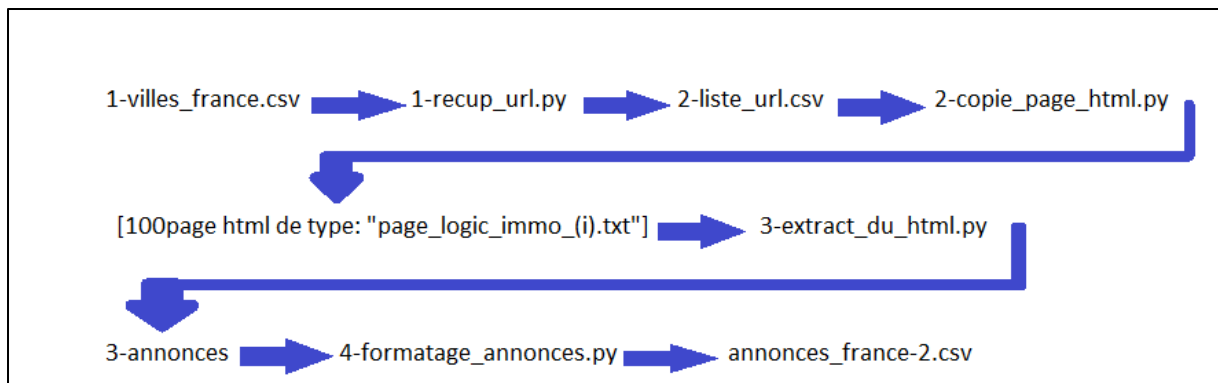 1-villes_france.csv 1-recup_url.py 2-liste_url.csv 2-copie_page_html.py
[100page html de type: "page_logic_immo_(i).txt"] 3-extract_du_html.py
3-annonces 4-formatage_annonces.py annonces_france-2.csv